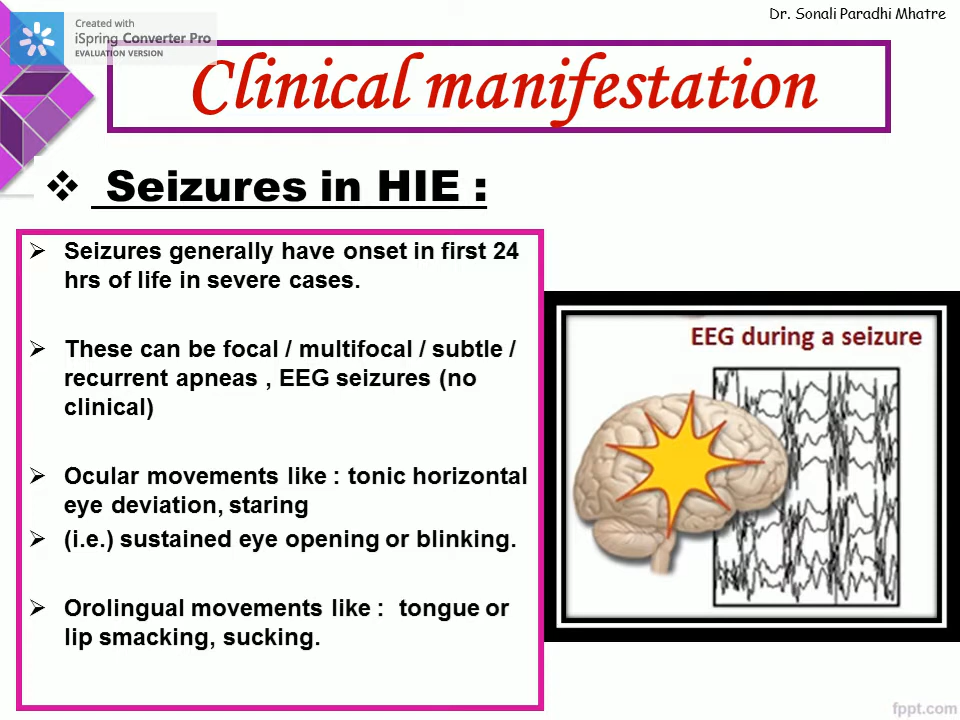 Dr. Sonali Paradhi Mhatre
Created with
iSpring Converter Pro
EVALUATION VERSION
Clinical manifestation
❖ Seizures in HIE :
➢ Seizures generally have onset in first 24
hrs of life in severe cases.
➢ These can be focal / multifocal / subtle /
recurrent apneas , EEG seizures (no
clinical)
➢ Ocular movements like : tonic horizontal
eye deviation, staring
➢ (i.e.) sustained eye opening or blinking.
➢ Orolingual movements like : tongue or
lip smacking, sucking.
EEG during a seizure
fppt.com